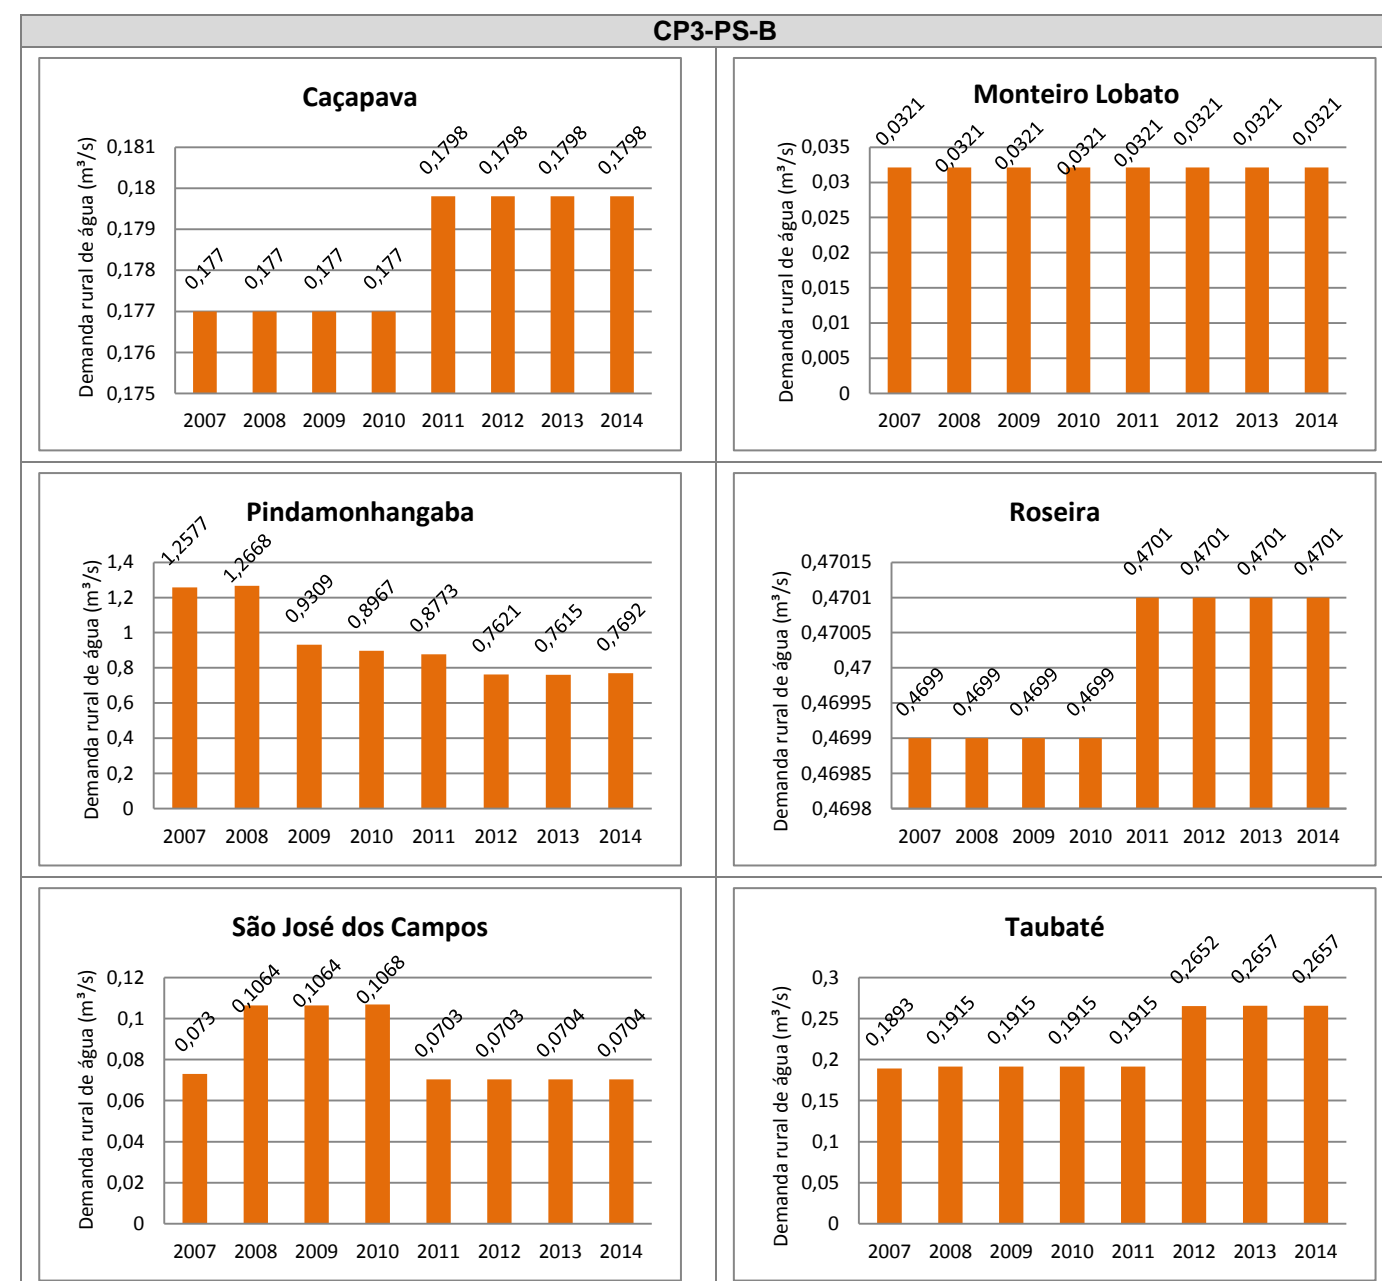 CP3-PS-B
Caçapava
Demanda rural de água (m³/s)
0,181
0,18
0,179
0,178
0,177
0,176
0,175
0,177 0,177 0,177 0,177 0,1798 0,1798 0,1798 0,1798
2007 2008 2009 2010 2011 2012 2013 2014
Monteiro Lobato
Demanda rural de água (m³/s)
0,035
0,03
0,025
0,02
0,015
0,01
0,005
0
0,0321 0,0321 0,0321 0,0321 0,0321 0,0321 0,0321 0,0321
2007 2008 2009 2010 2011 2012 2013 2014
Pindamonhangaba
Demanda rural de água (m³/s)
1,4
1,2
1
0,8
0,6
0,4
0,2
0
1,2577 1,2668 0,9309 0,8967 0,8773 0,7621 0,7615 0,7692
2007 2008 2009 2010 2011 2012 2013 2014
Roseira
Demanda rural de água (m³/s)
0,47015
0,4701
0,47005
0,47
0,46995
0,4699
0,46985
0,4698
0,4699 0,4699 0,4699 0,4699 0,4701 0,4701 0,4701 0,4701
2007 2008 2009 2010 2011 2012 2013 2014
São José dos Campos
Demanda rural de água (m³/s)
0,12
0,1
0,08
0,06
0,04
0,02
0
0,073 0,1064 0,1064 0,1068 0,0703 0,0703 0,0704 0,0704
2007 2008 2009 2010 2011 2012 2013 2014
Taubaté
Demanda rural de água (m³/s)
0,3
0,25
0,2
0,15
0,1
0,05
0
0,1893 0,1915 0,1915 0,1915 0,1915 0,2652 0,2657 0,2657
2007 2008 2009 2010 2011 2012 2013 2014